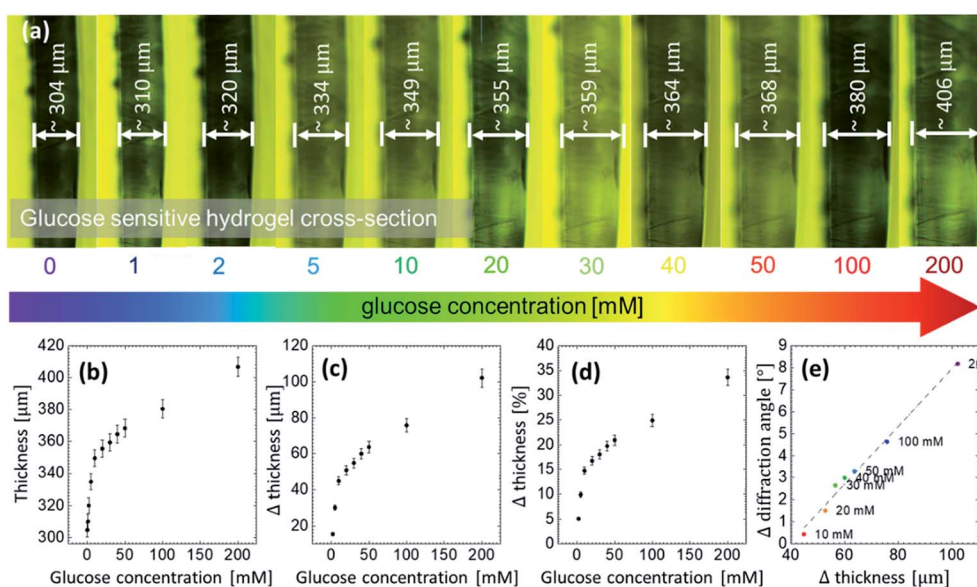 (a)
~ 304 μm
~ 310 μm
~ 320 μm
~ 334 μm
~ 349 μm
~ 355 μm
~ 359 μm
~ 364 μm
~ 368 μm
~ 380 μm
~ 406 μm
Glucose sensitive hydrogel cross-section
0 1 2 5 10 20 30 40 50 100 200
glucose concentration [mM]
(b)
Thickness [μm]
420
400
380
360
340
320
300
0 50 100 150 200
Glucose concentration [mM]
(c)
Δ thickness [μm]
120
100
80
60
40
20
0 50 100 150 200
Glucose concentration [mM]
(d)
Δ thickness [%]
40
35
30
25
20
15
10
5
0
0 50 100 150 200
Glucose concentration [mM]
(e)
Δ diffraction angle [°]
9
8
7
6
5
4
3
2
1
0
100 mM
50 mM
40 mM
30 mM
20 mM
10 mM
40 60 80 100
Δ thickness [μm]